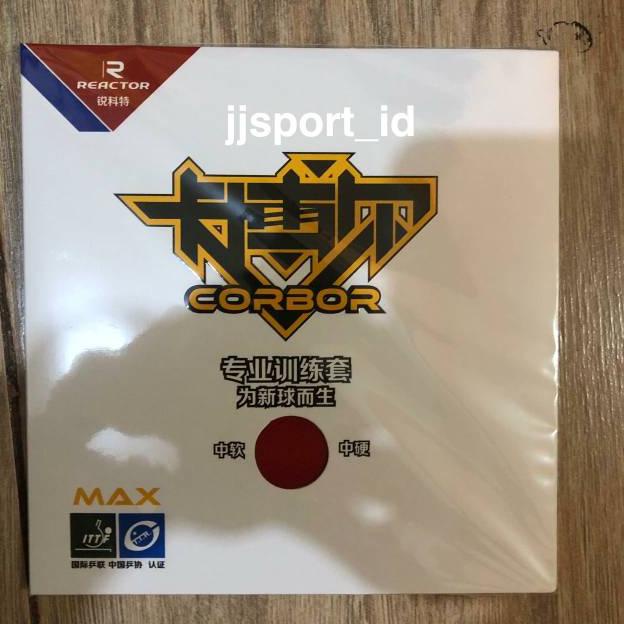 R
REACTOR
锐科特
jjsport_id
卡博尔
CORBOR
专业训练套
为新球而生
中软 中硬
MAX
ITTF
国际乒联 中国乒协 认证